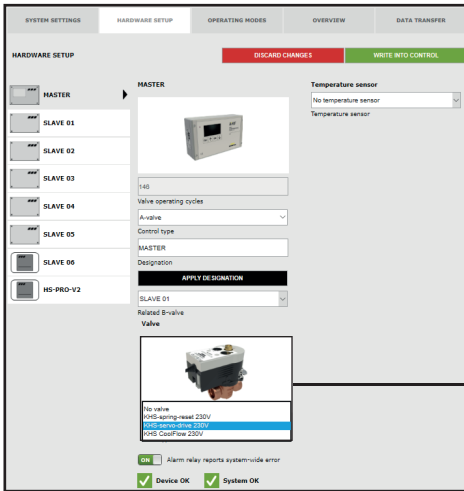 SYSTEM SETTINGS
HARDWARE SETUP
OPERATING MODES
OVERVIEW
DATA TRANSFER
HARDWARE SETUP
DISCARD CHANGES
WRITE INTO CONTROL
MASTER
SLAVE 01
SLAVE 02
SLAVE 03
SLAVE 04
SLAVE 05
SLAVE 06
HS-PRO-V2
MASTER
146
Valve operating cycles
A-valve
Control type
MASTER
Designation
APPLY DESIGNATION
SLAVE 01
Related B-valve
Valve
No valve
KHS-spring-reset 230V
KHS-servo-drive 230V
KHS CoolFlow 230V
ON Alarm relay reports system-wide error
Device OK System OK
Temperature sensor
No temperature sensor
Temperature sensor